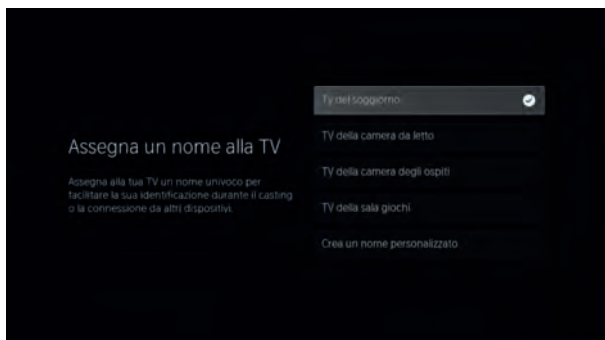 Assegna un nome alla TV
Assegna alla tua TV un nome univoco per
facilitare la sua identificazione durante il casting
o la connessione da altri dispositivi.
TV del soggiorno
TV della camera da letto
TV della camera degli ospiti
TV della sala giochi
Crea un nome personalizzato